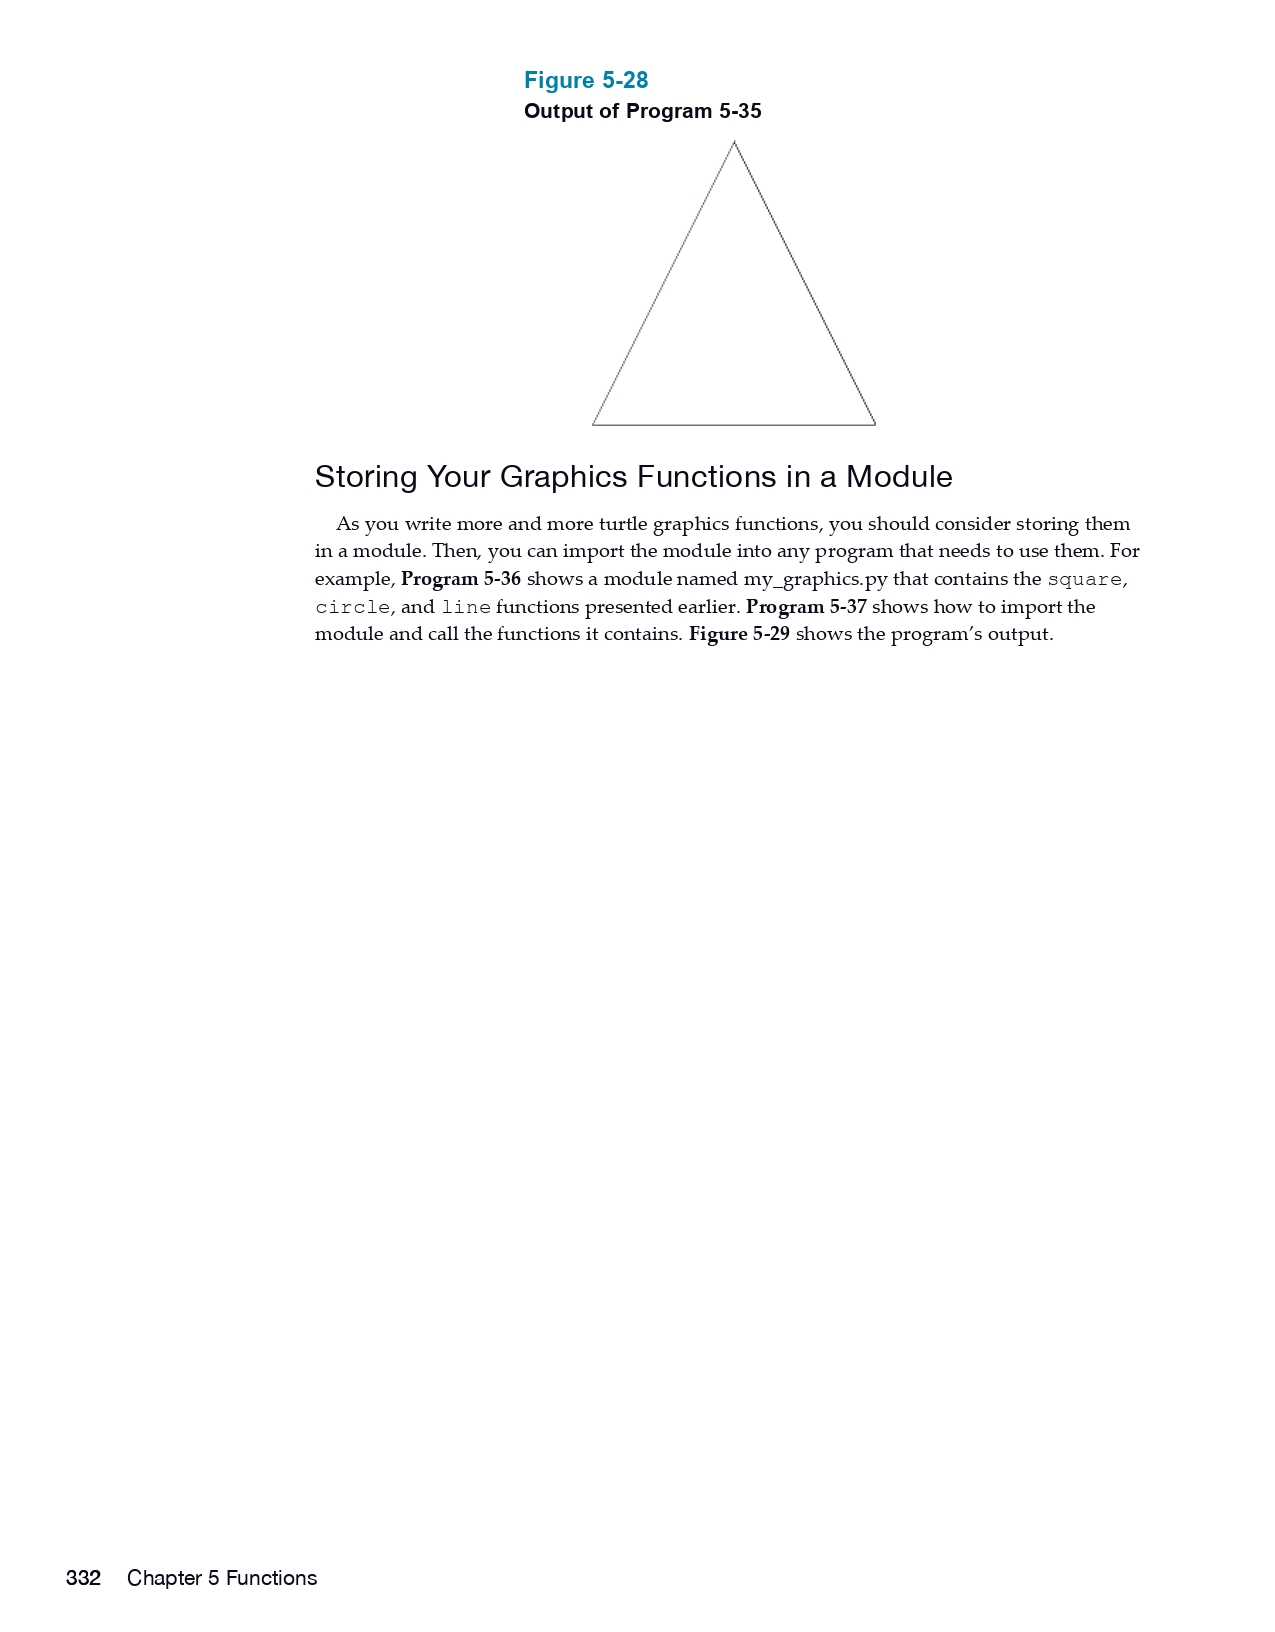 Figure 5-28
Output of Program 5-35
Storing Your Graphics Functions in a Module
As you write more and more turtle graphics functions, you should consider storing them
in a module. Then, you can import the module into any program that needs to use them. For
example, Program 5-36 shows a module named my_graphics.py that contains the square,
circle, and line functions presented earlier. Program 5-37 shows how to import the
module and call the functions it contains. Figure 5-29 shows the program’s output.
332 Chapter 5 Functions